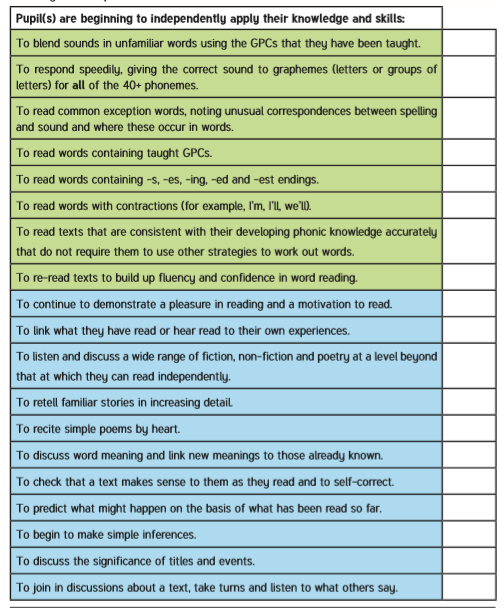 Pupil(s) are beginning to independently apply their knowledge and skills:
To blend sounds in unfamiliar words using the GPCs that they have been taught.
To respond speedily, giving the correct sound to graphemes (letters or groups of
letters) for all of the 40+ phonemes.
To read common exception words, noting unusual correspondences between spelling
and sound and where these occur in words.
To read words containing taught GPCs.
To read words containing -s, -es, -ing, -ed and -est endings.
To read words with contractions (for example, I'm, I'll, we'll).
To read texts that are consistent with their developing phonic knowledge accurately
that do not require them to use other strategies to work out words.
To re-read texts to build up fluency and confidence in word reading.
To continue to demonstrate a pleasure in reading and a motivation to read.
To link what they have read or hear read to their own experiences.
To listen and discuss a wide range of fiction, non-fiction and poetry at a level beyond
that at which they can read independently.
To retell familiar stories in increasing detail.
To recite simple poems by heart.
To discuss word meaning and link new meanings to those already known.
To check that a text makes sense to them as they read and to self-correct.
To predict what might happen on the basis of what has been read so far.
To begin to make simple inferences.
To discuss the significance of titles and events.
To join in discussions about a text, take turns and listen to what others say.